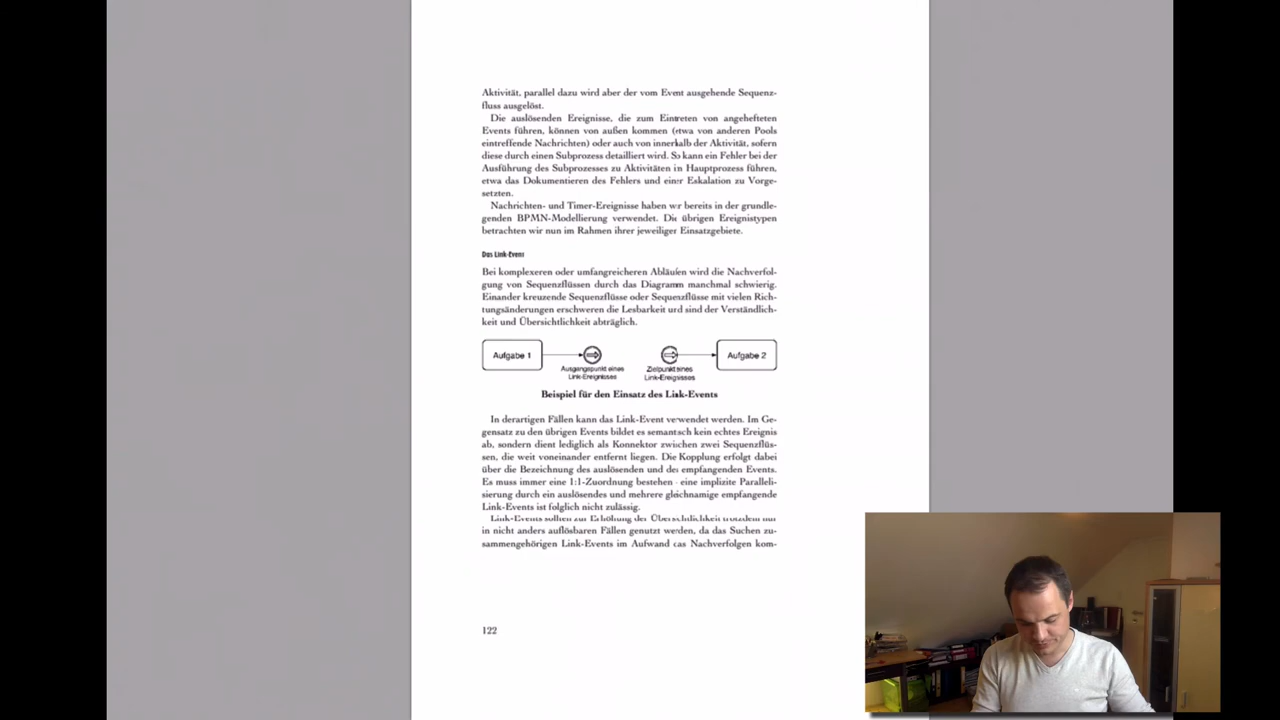 Aktivität, parallel dazu wird aber der vom Event ausgehende Sequenz-
fluss ausgelöst.
Die auslösenden Ereignisse, die zum Eintreten von angehefteten
Events führen, können von außen kommen (etwa von anderen Pools
eintreffende Nachrichten) oder auch von innerhalb der Aktivität, sofern
diese durch einen Subprozess detailliert wird. So kann ein Fehler bei der
Ausführung des Subprozesses zu Aktivitäten in Hauptprozess führen,
etwa das Dokumentieren des Fehlers und einer Eskalation zu Vorge-
setzten.
Nachrichten- und Timer-Ereignisse haben wir bereits in der grundle-
genden BPMN-Modellierung verwendet. Die übrigen Ereignistypen
betrachten wir nun im Rahmen ihrer jeweiliger Einsatzgebiete.
Das Link-Event
Bei komplexeren oder umfangreicheren Abläufen wird die Nachverfol-
gung von Sequenzflüssen durch das Diagramm manchmal schwierig.
Einander kreuzende Sequenzflüsse oder Sequenzflüsse mit vielen Rich-
tungsänderungen erschweren die Lesbarkeit und sind der Verständlich-
keit und Übersichtlichkeit abträglich.
Aufgabe 1
Ausgangspunkt eines
Link-Ereignisses
Zielpunkt eines
Link-Ereignisses
Aufgabe 2
Beispiel für den Einsatz des Link-Events
In derartigen Fällen kann das Link-Event verwendet werden. Im Ge-
gensatz zu den übrigen Events bildet es semantisch kein echtes Ereignis
ab, sondern dient lediglich als Konnektor zwischen zwei Sequenzflüs-
sen, die weit voneinander entfernt liegen. Die Kopplung erfolgt dabei
über die Bezeichnung des auslösenden und des empfangenden Events.
Es muss immer eine 1:1-Zuordnung bestehen - eine implizite Paralleli-
sierung durch ein auslösendes und mehrere gleichnamige empfangende
Link-Events ist folglich nicht zulässig.
Link-Events sollten zur Erhöhung der Übersichtlichkeit trotzdem nur
in nicht anders auflösbaren Fällen genutzt werden, da das Suchen zu-
sammengehörigen Link-Events im Aufwand das Nachverfolgen kom-
122